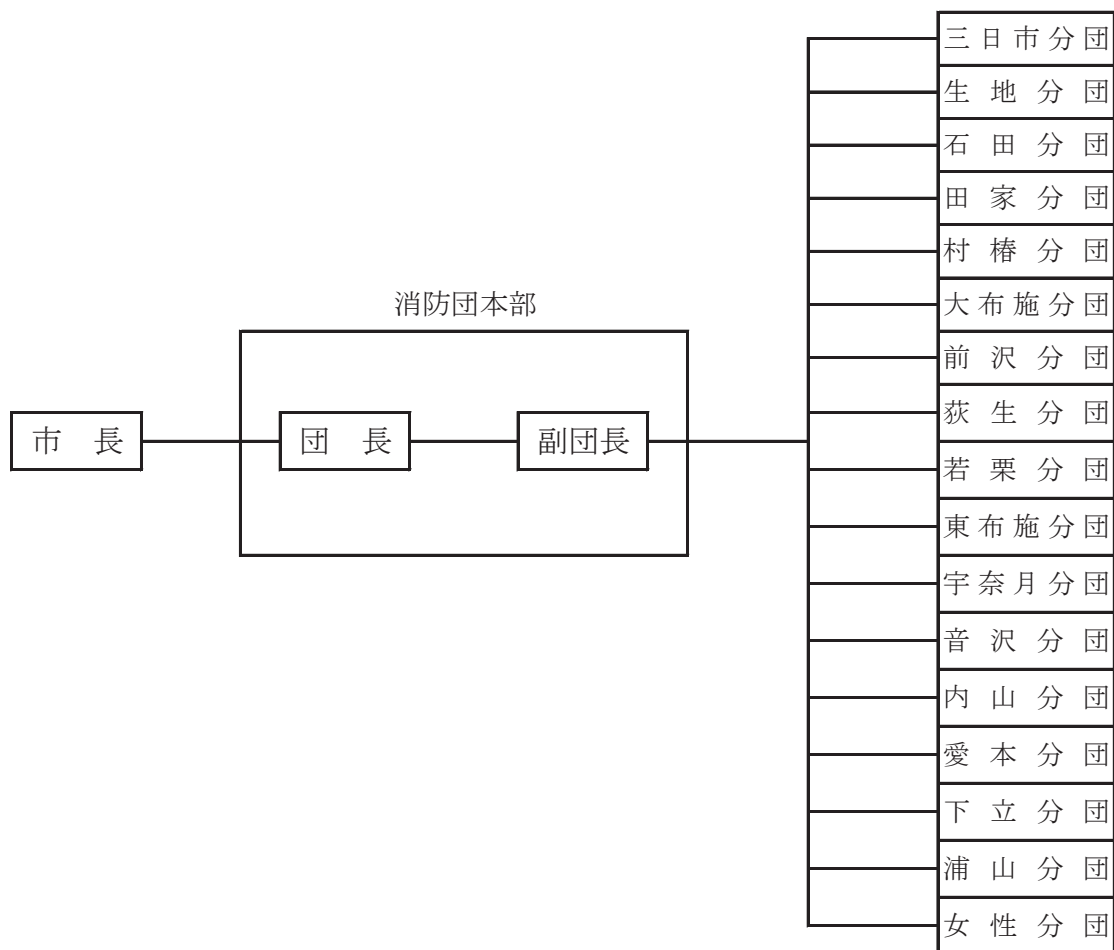 消防団本部
市長
団長
副団長
三日市分団
生地分団
石田分団
田家分団
村椿分団
大布施分団
前沢分団
荻生分団
若栗分団
東布施分団
宇奈月分団
音沢分団
内山分団
愛本分団
下立分団
浦山分団
女性分団